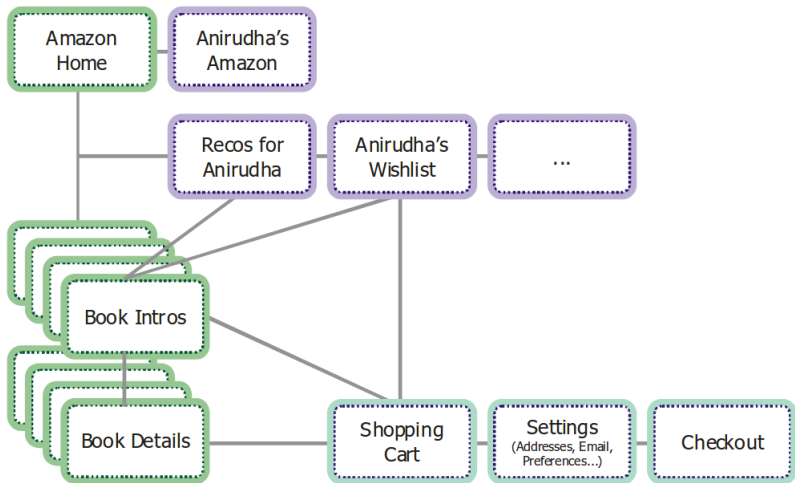 Amazon
Home
Anirudha's
Amazon
Recos for
Anirudha
Anirudha's
Wishlist
...
Book Intros
Book Details
Shopping
Cart
Settings
(Addresses, Email,
Preferences...)
Checkout